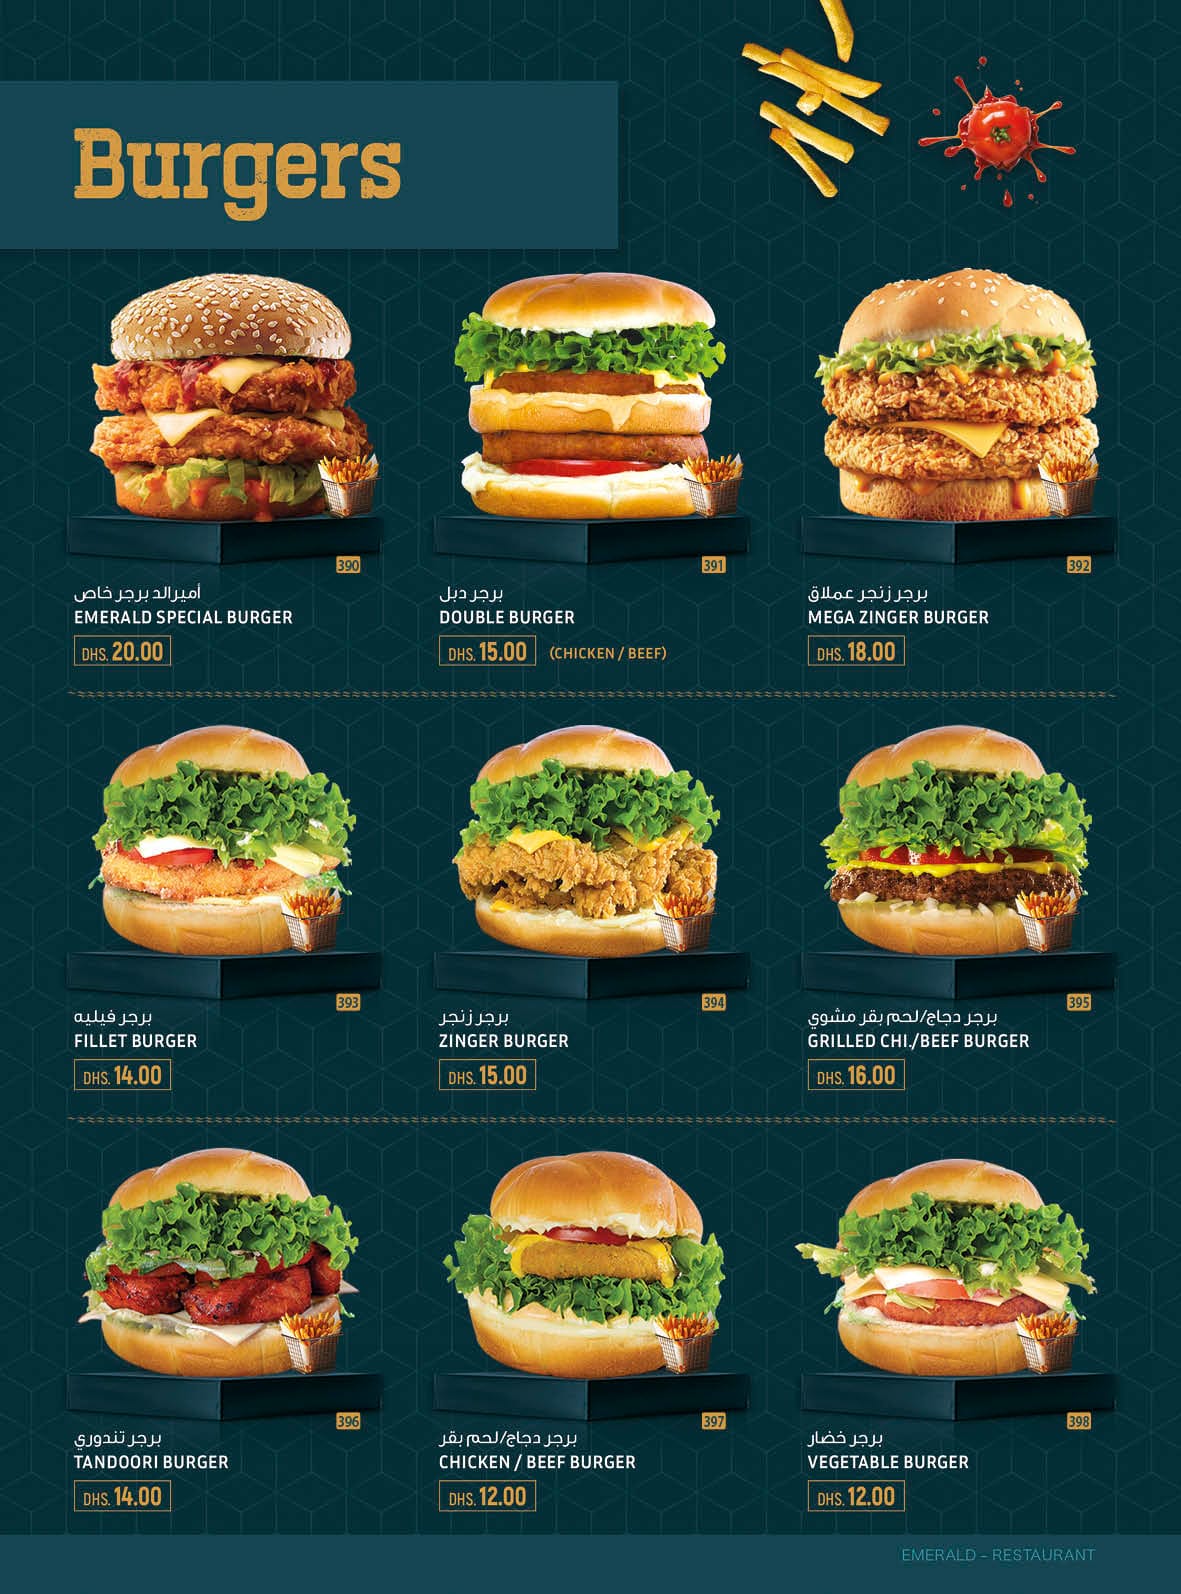 Burgers
390
أميرالد برجر خاص
EMERALD SPECIAL BURGER
DHS. 20.00
391
برجر دبل
DOUBLE BURGER
DHS. 15.00 (CHICKEN / BEEF)
392
برجر زنجر عملاق
MEGA ZINGER BURGER
DHS. 18.00
393
برجر فيليه
FILLET BURGER
DHS. 14.00
394
برجر زنجر
ZINGER BURGER
DHS. 15.00
395
برجر دجاج/لحم بقر مشوي
GRILLED CHI./BEEF BURGER
DHS. 16.00
396
برجر تندوري
TANDOORI BURGER
DHS. 14.00
397
برجر دجاج/لحم بقر
CHICKEN / BEEF BURGER
DHS. 12.00
398
برجر خضار
VEGETABLE BURGER
DHS. 12.00
EMERALD – RESTAURANT